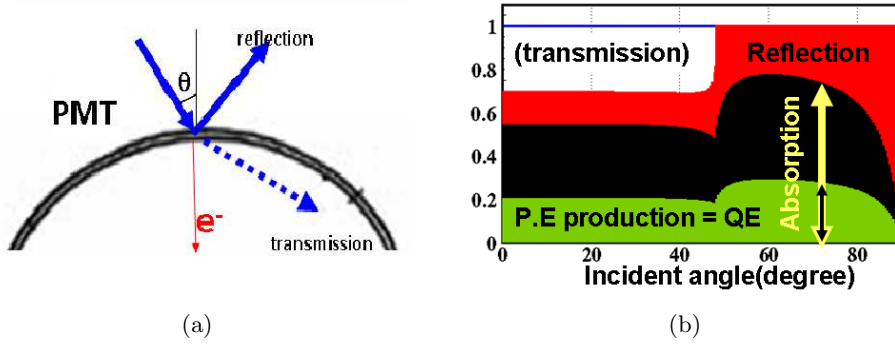 reflection
θ
PMT
e-
transmission
(a)
1
0.8
0.6
0.4
0.2
0
(transmission)
Reflection
Absorption
P.E production = QE
0 20 40 60 80
Incident angle(degree)
(b)